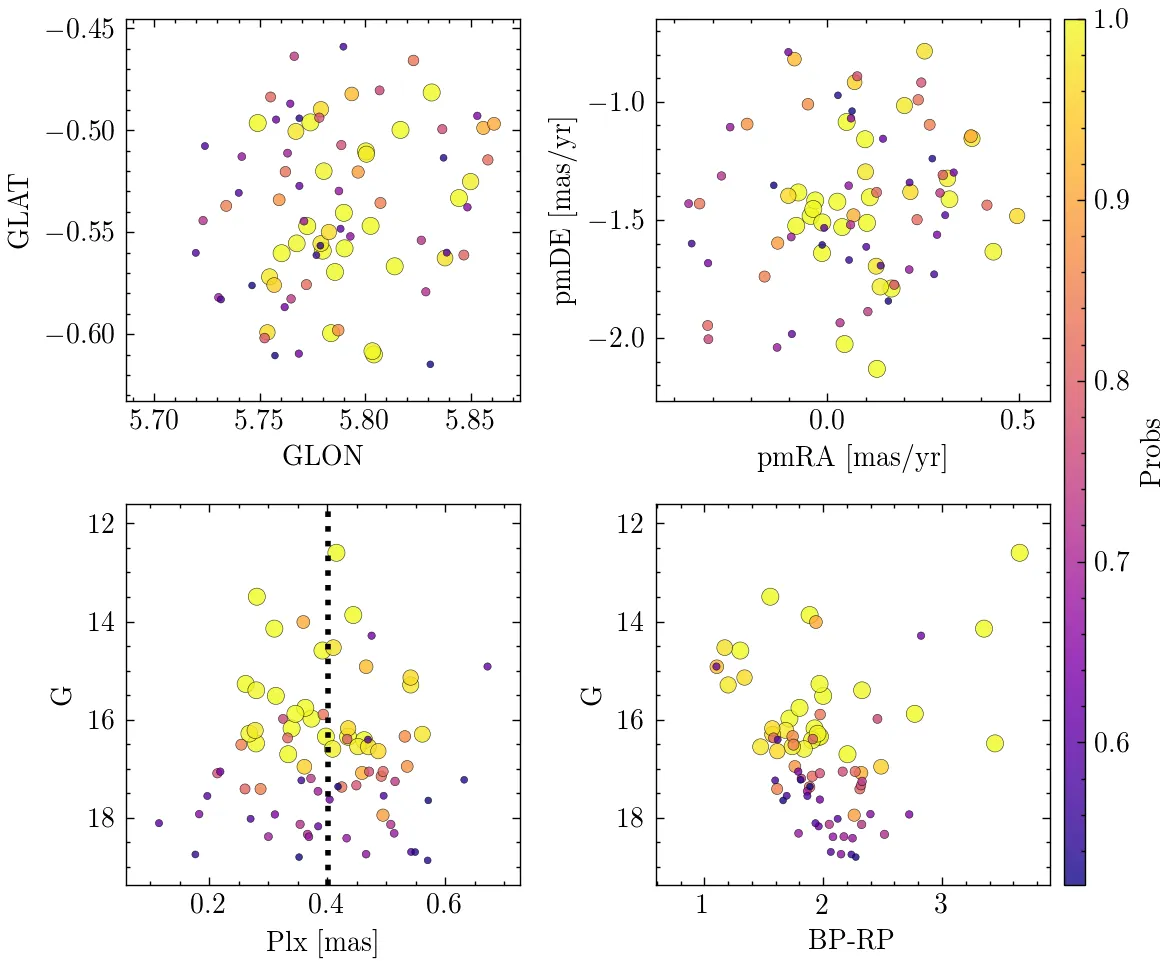 −0.45
−0.50
−0.55
−0.60
GLAT
5.70 5.75 5.80 5.85
GLON
−1.0
−1.5
−2.0
pmDE [mas/yr]
0.0 0.5
pmRA [mas/yr]
12
14
16
18
G
0.2 0.4 0.6
Plx [mas]
12
14
16
18
G
1 2 3
BP-RP
1.0
0.9
0.8
0.7
0.6
Probs